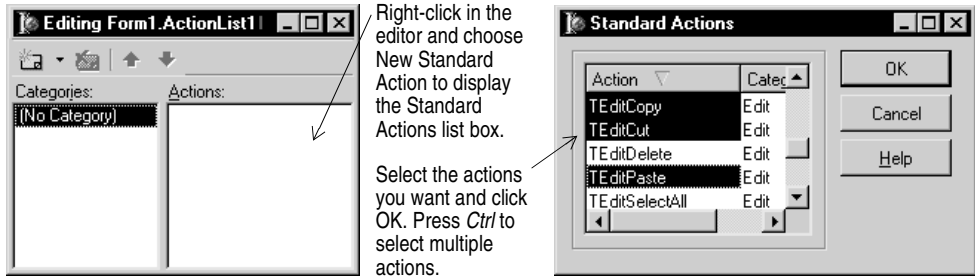 Editing Form1.ActionList1
Categories:
Actions:
(No Category)
Right-click in the
editor and choose
New Standard
Action to display
the Standard
Actions list box.
Select the actions
you want and click
OK. Press Ctrl to
select multiple
actions.
Standard Actions
Action Categ
TEditCopy Edit
TEditCut Edit
TEditDelete Edit
TEditPaste Edit
TEditSelectAll Edit
OK
Cancel
Help